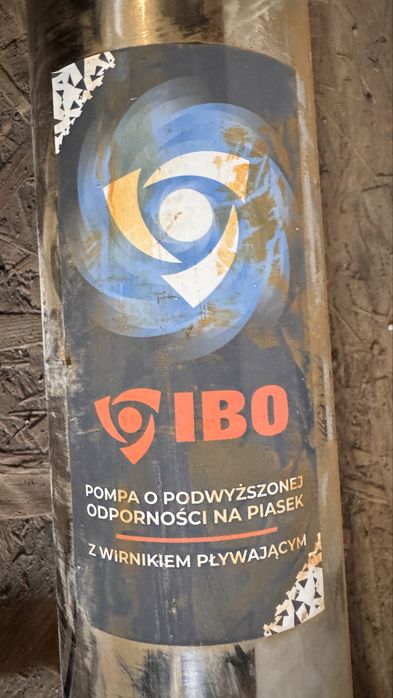 IBO
POMPA O PODWYŻSZONEJ
ODPORNOŚCI NA PIASEK
Z WIRNIKIEM PŁYWAJĄCYM